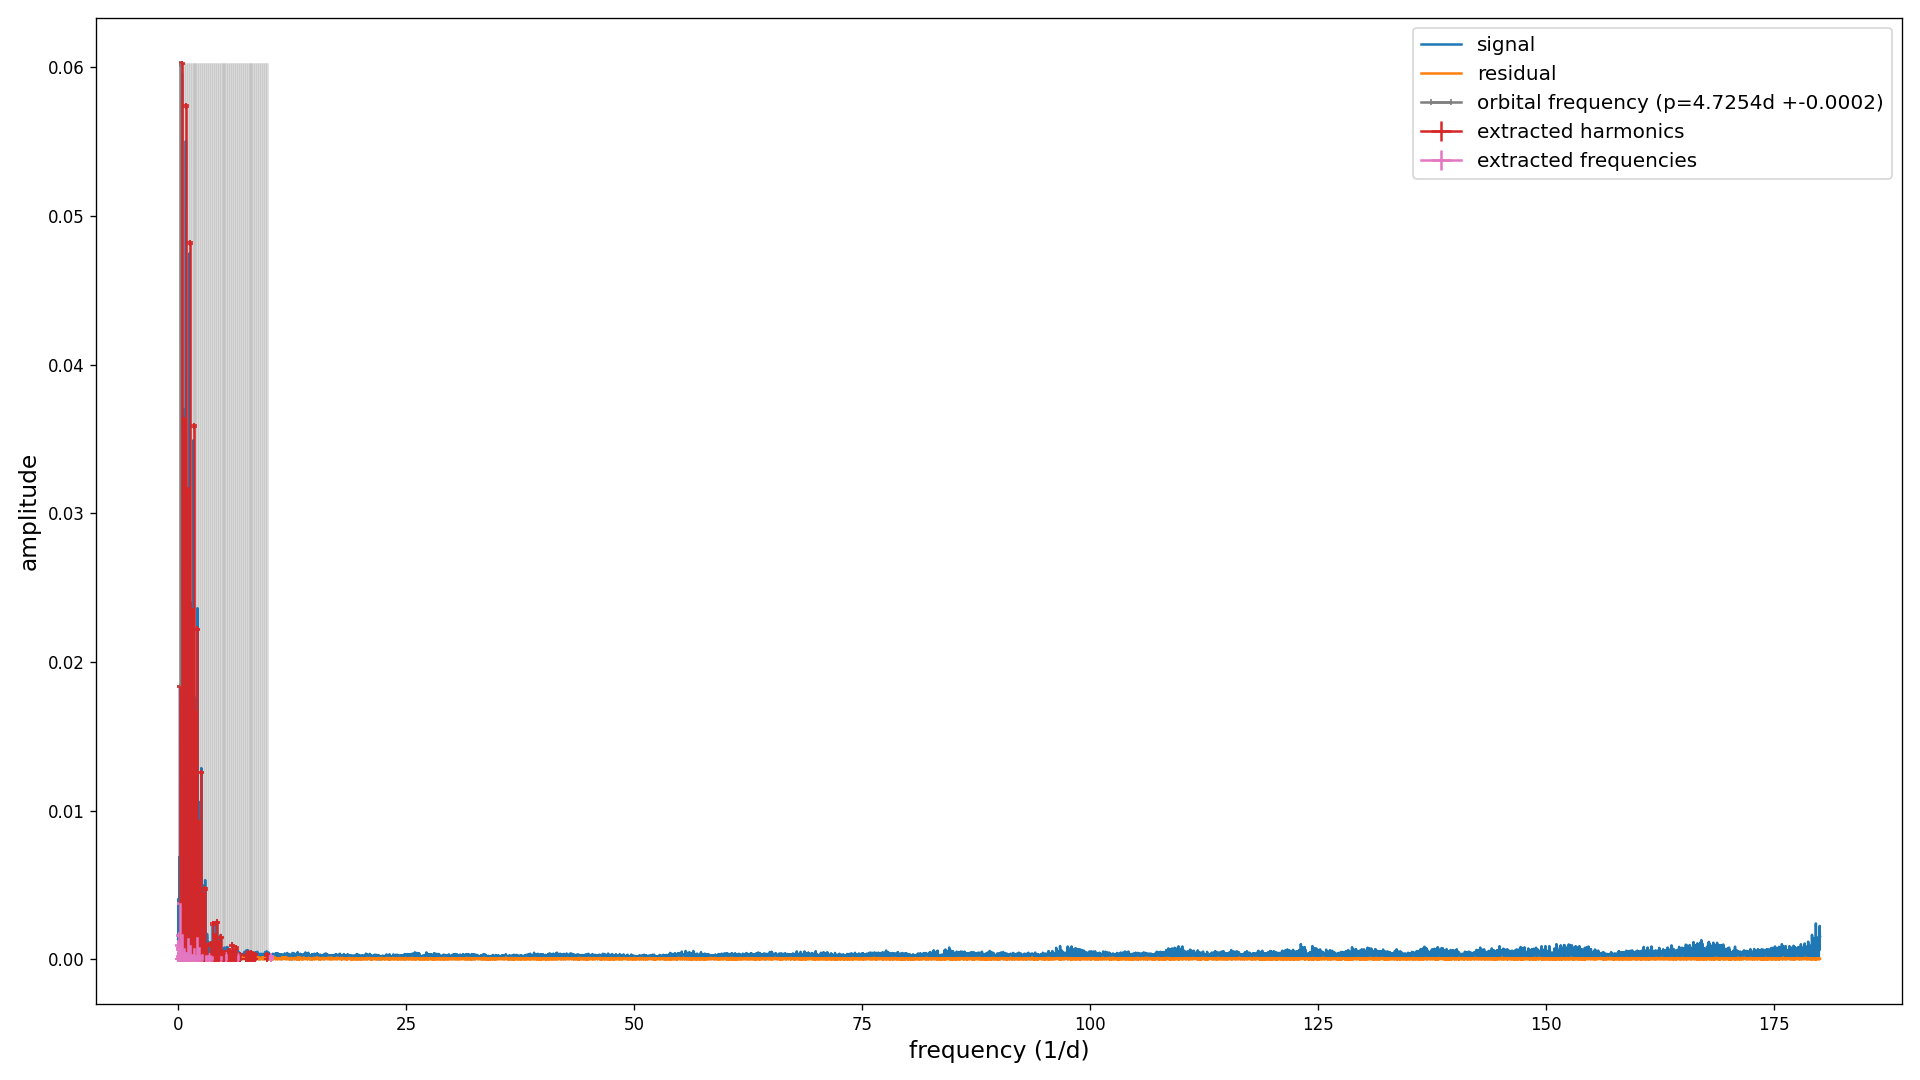 signal
residual
orbital frequency (p=4.7254d +-0.0002)
extracted harmonics
extracted frequencies
0.06
0.05
0.04
0.03
0.02
0.01
0.00
amplitude
0
25
50
75
100
125
150
175
frequency (1/d)